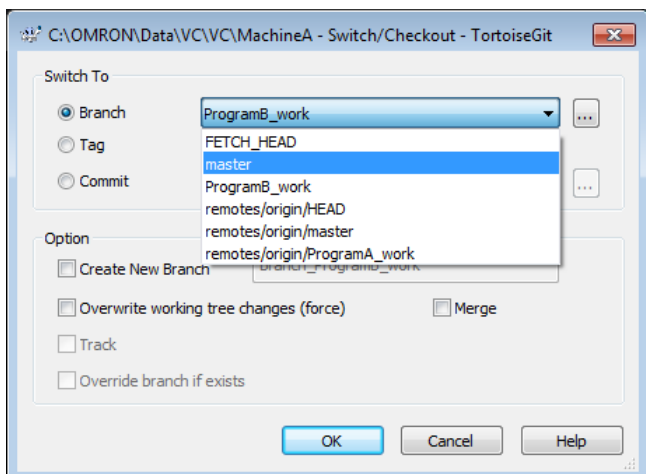 C:\OMRON\Data\VC\VC\MachineA - Switch/Checkout - TortoiseGit
Switch To
Branch
ProgramB_work
...
FETCH_HEAD
Tag
master
Commit
ProgramB_work
...
remotes/origin/HEAD
remotes/origin/master
Option
remotes/origin/ProgramA_work
Create New Branch
branch_ProgramB_work
Overwrite working tree changes (force)
Merge
Track
Override branch if exists
OK
Cancel
Help